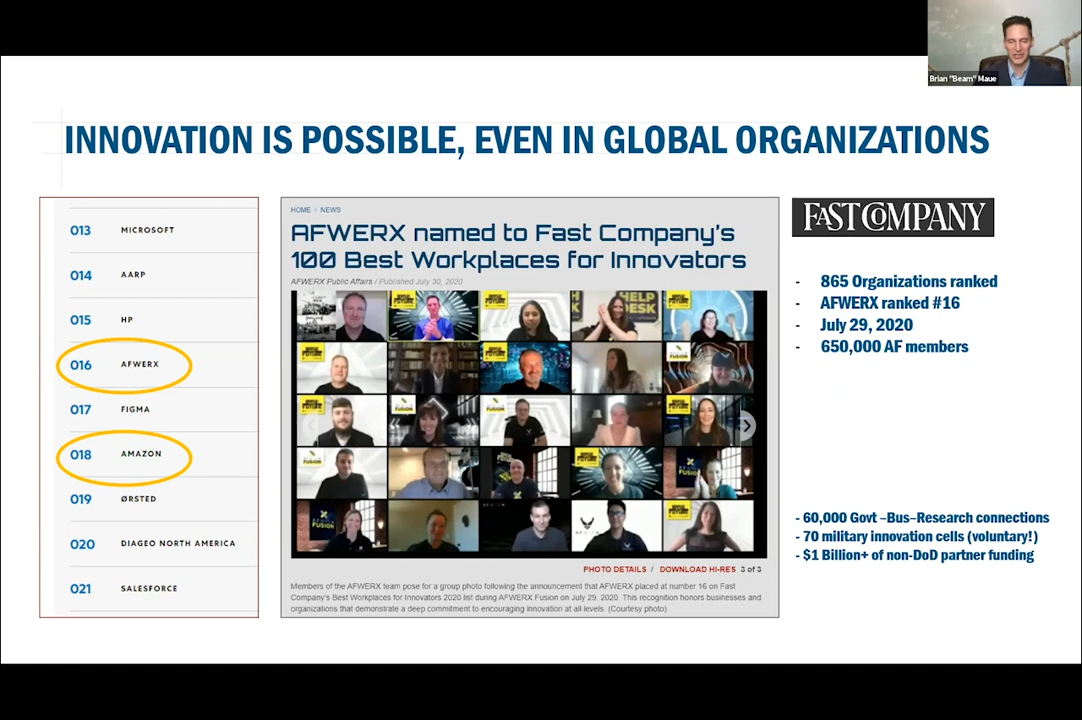 Brian "Beam" Maue
INNOVATION IS POSSIBLE, EVEN IN GLOBAL ORGANIZATIONS
013 MICROSOFT
014 AARP
015 HP
016 AFWERX
017 FIGMA
018 AMAZON
019 ØRSTED
020 DIAGEO NORTH AMERICA
021 SALESFORCE
HOME > NEWS
AFWERX named to Fast Company's
100 Best Workplaces for Innovators
AFWERX Public Affairs / Published July 30, 2020
PHOTO DETAILS / DOWNLOAD HI-RES 3 of 3
Members of the AFWERX team pose for a group photo following the announcement that AFWERX placed at number 16 on Fast
Company's Best Workplaces for Innovators 2020 list during AFWERX Fusion on July 29, 2020. This recognition honors businesses and
organizations that demonstrate a deep commitment to encouraging innovation at all levels. (Courtesy photo)
FAST COMPANY
- 865 Organizations ranked
- AFWERX ranked #16
- July 29, 2020
- 650,000 AF members
- 60,000 Govt –Bus–Research connections
- 70 military innovation cells (voluntary!)
- $1 Billion+ of non-DoD partner funding